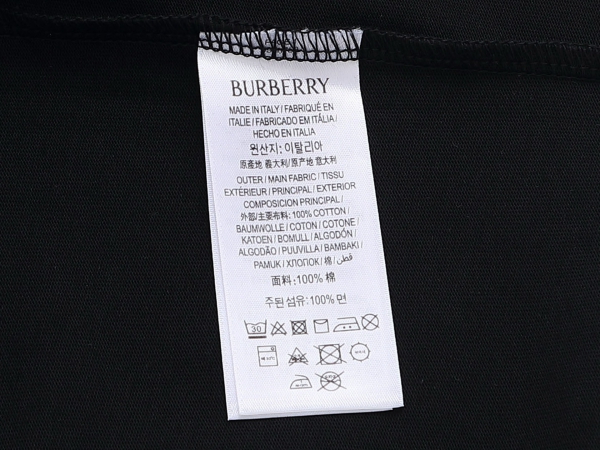 BURBERRY
MADE IN ITALY / FABRIQUÉ EN
ITALIE / FABRICADO EM ITÁLIA /
HECHO EN ITALIA
원산지: 이탈리아
原產地 義大利/原产地 意大利
OUTER / MAIN FABRIC / TISSU
EXTÉRIEUR / PRINCIPAL / EXTERIOR
COMPOSICION PRINCIPAL /
外部/主要布料: 100% COTTON /
BAUMWOLLE / COTON / COTONE /
KATOEN / BOMULL / ALGODÓN /
ALGODÃO / PUUVILLA / BAMBAKI /
PAMUK / ХЛОПОК / 棉 / قطن
面料: 100% 棉
주된 섬유: 100% 면
30